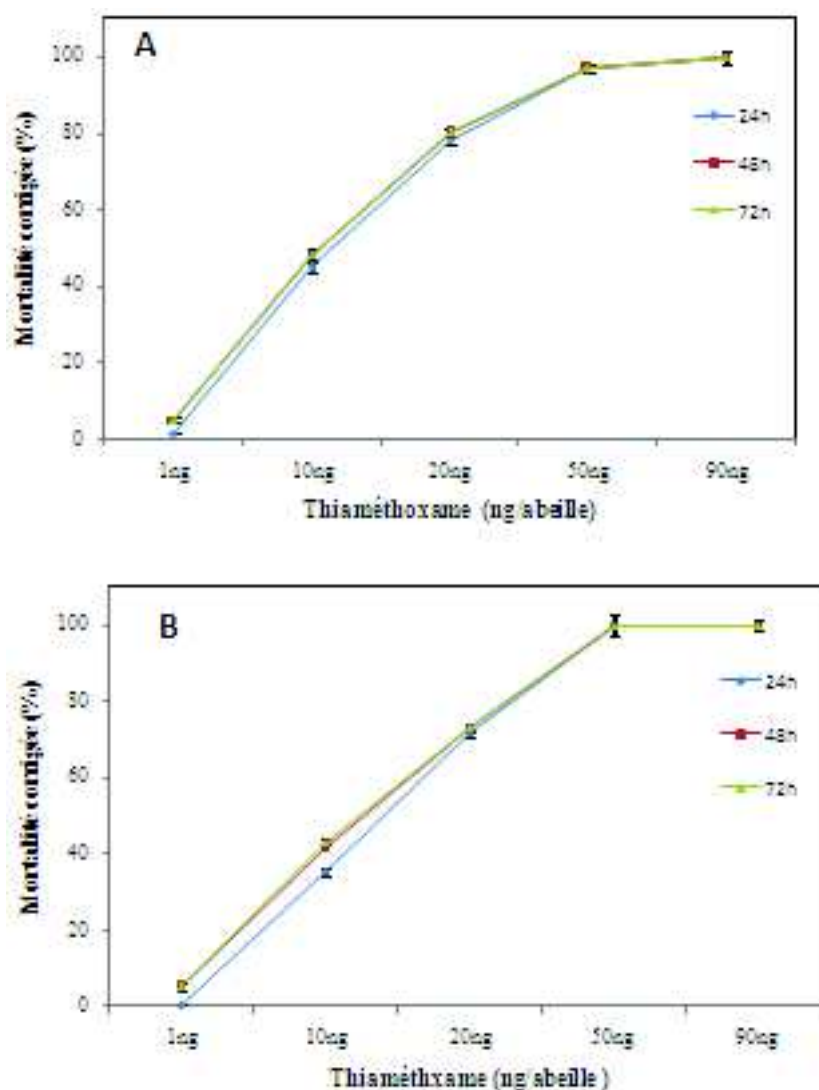 A
100
80
60
40
20
0
Mortalité corrigée (%)
24h
48h
72h
1ng 10ng 20ng 50ng 90ng
Thiaméthoxame (ng/abeille)
B
100
80
60
40
20
0
Mortalité corrigée (%)
24h
48h
72h
1ng 10ng 20ng 50ng 90ng
Thiaméthxame (ng/abeille )